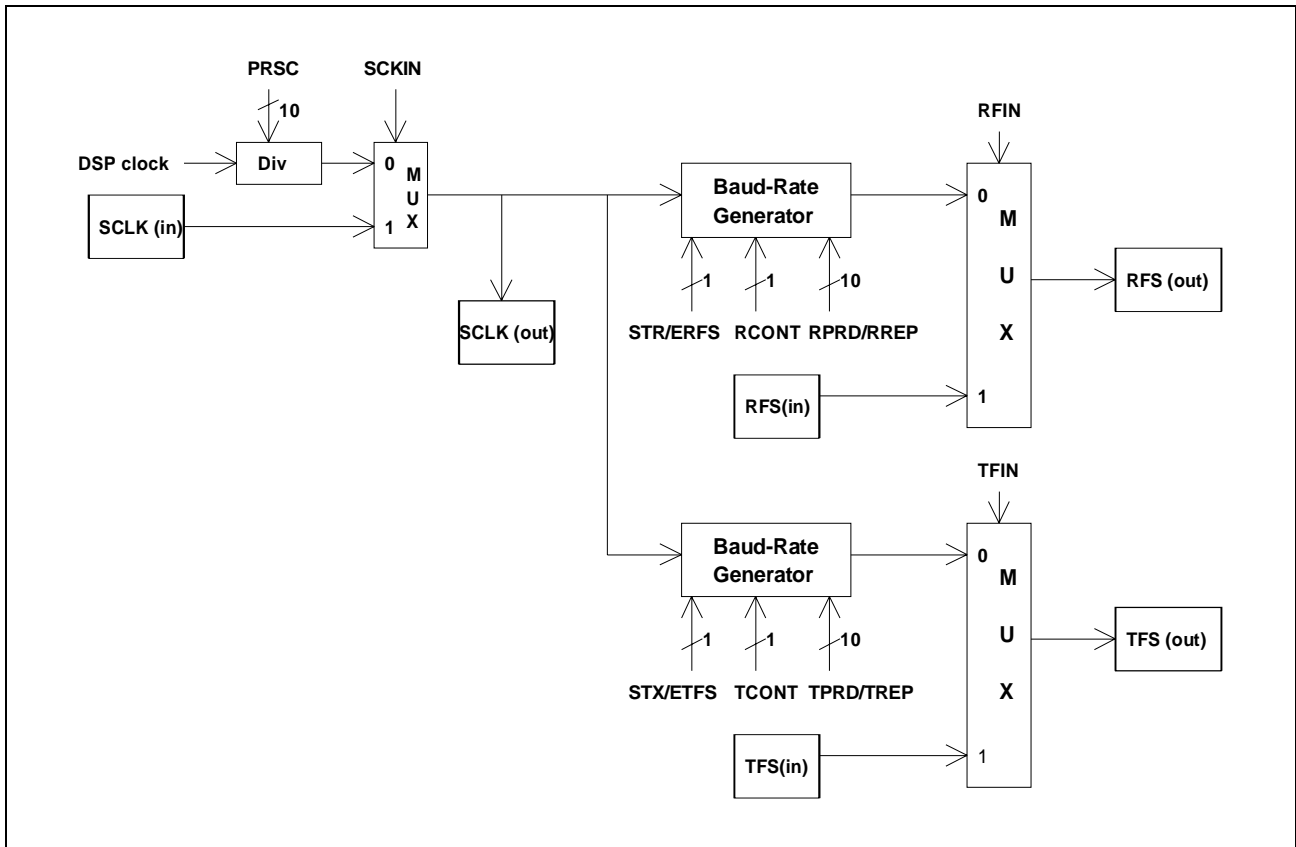 PRSC
SCKIN
10
RFIN
DSP clock
Div
0
M
U
X
1
SCLK (in)
SCLK (out)
Baud-Rate
Generator
1
1
10
STR/ERFS
RCONT
RPRD/RREP
RFS(in)
0
M
U
X
1
RFS (out)
TFIN
Baud-Rate
Generator
1
1
10
STX/ETFS
TCONT
TPRD/TREP
TFS(in)
0
M
U
X
1
TFS (out)